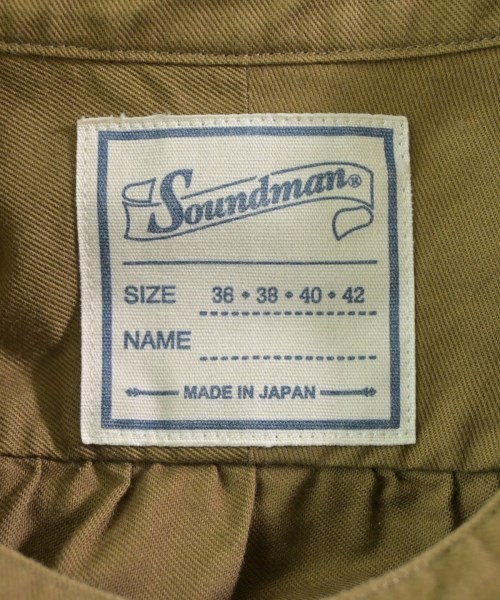 Soundman®
SIZE 36 • 38 • 40 • 42
NAME
MADE IN JAPAN